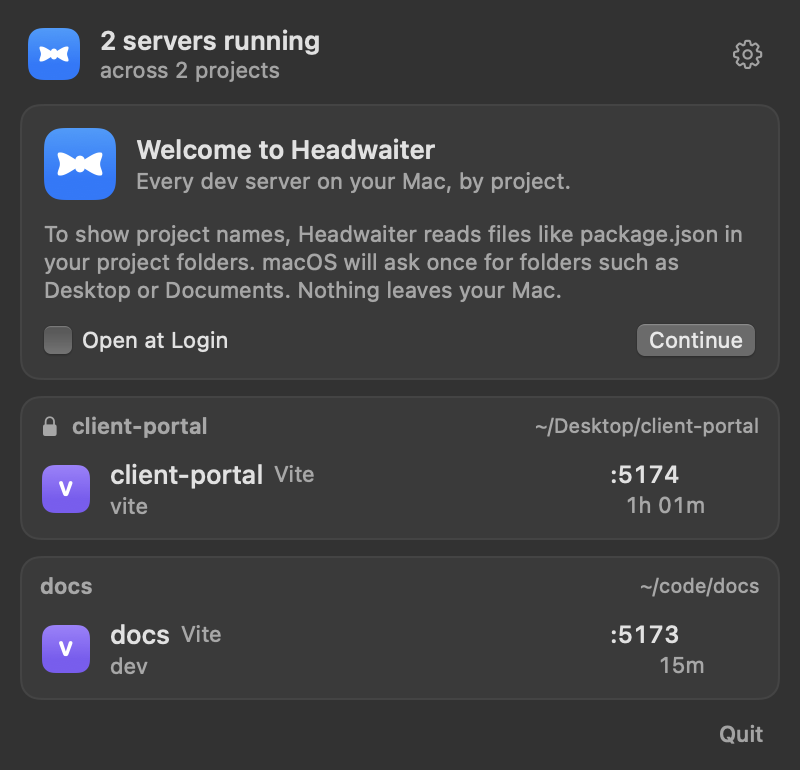 2 servers running
across 2 projects
Welcome to Headwaiter
Every dev server on your Mac, by project.
To show project names, Headwaiter reads files like package.json in
your project folders. macOS will ask once for folders such as
Desktop or Documents. Nothing leaves your Mac.
Open at Login
Continue
client-portal ~/Desktop/client-portal
V client-portal Vite :5174
vite 1h 01m
docs ~/code/docs
V docs Vite :5173
dev 15m
Quit